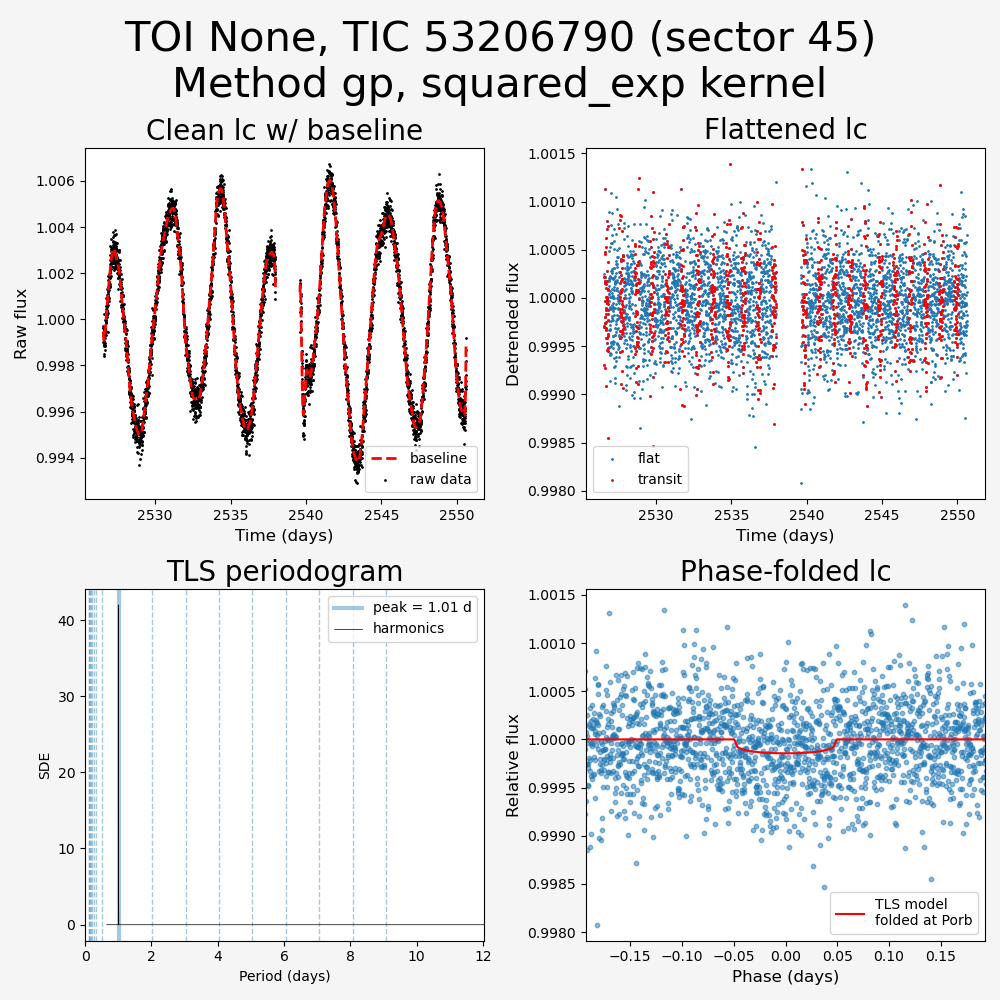 TOI None, TIC 53206790 (sector 45)
Method gp, squared_exp kernel
Clean lc w/ baseline
Raw flux
1.006
1.004
1.002
1.000
0.998
0.996
0.994
baseline
raw data
2530
2535
2540
2545
2550
Time (days)
Flattened lc
Detrended flux
1.0015
1.0010
1.0005
1.0000
0.9995
0.9990
0.9985
0.9980
flat
transit
2530
2535
2540
2545
2550
Time (days)
TLS periodogram
SDE
40
30
20
10
0
peak = 1.01 d
harmonics
0
2
4
6
8
10
12
Period (days)
Phase-folded lc
Relative flux
1.0015
1.0010
1.0005
1.0000
0.9995
0.9990
0.9985
0.9980
TLS model
folded at Porb
−0.15
−0.10
−0.05
0.00
0.05
0.10
0.15
Phase (days)